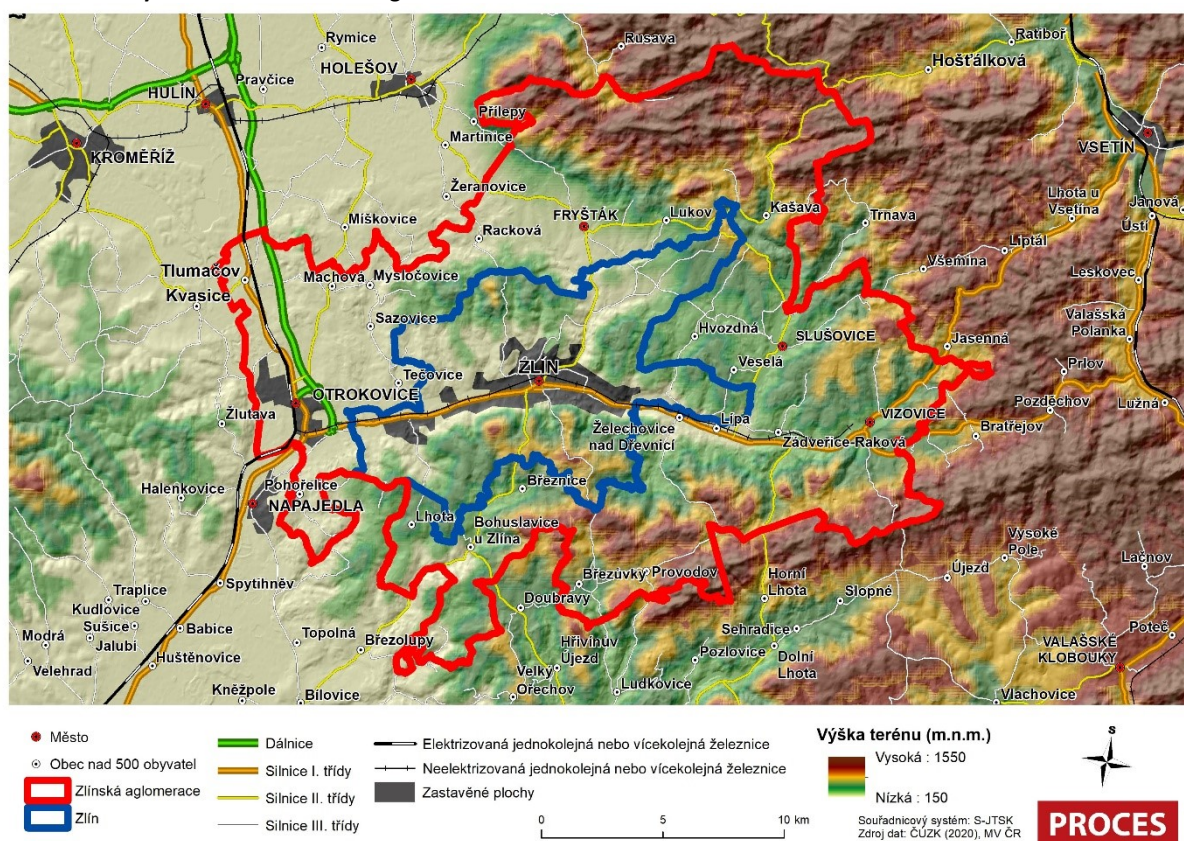 Rymice
Rusava
Ratiboř
HOLEŠOV
Hošťálková
Pravčice
HULÍN
Přílepy
Martinice
KROMĚŘÍŽ
VSETÍN
Žeranovice
Lhota u
Vsetína
Janová
Miškovice
FRYŠTÁK
Lukov
Kašava
Trnava
Ústí
Racková
Liptál
Tlumačov
Machová
Mysločovice
Všemina
Leskovec
Kvasice
Sazovice
Hvozdná
SLUŠOVICE
Valašská
Polanka
Jasenná
Veselá
Prlov
ZLÍN
Tečovice
OTROKOVICE
Žlutava
Želechovice
nad Dřevnicí
Lípa
VIZOVICE
Pozděchov
Lužná
Zádveřice-Raková
Bratřejov
Halenkovice
Pohořelice
NAPAJEDLA
Březnice
Lhota
Bohuslavice
u Zlína
Vysoké
Pole
Lačnov
Spytihněv
Březůvky
Provodov
Horní
Lhota
Újezd
Traplice
Kudlovice
Sušice
Doubravy
Slopné
Modrá
Jalubí
Babice
Topolná
Březolupy
Hřivínův
Újezd
Sehradice
VALAŠSKÉ
KLOBOUKY
Poteč
Velehrad
Huštěnovice
Velký
Ořechov
Pozlovice
Dolní
Lhota
Kněžpole
Bílovice
Ludkovice
Vlachovice
Město
Obec nad 500 obyvatel
Zlínská aglomerace
Zlín
Dálnice
Silnice I. třídy
Silnice II. třídy
Silnice III. třídy
Elektrizovaná jednokolejná nebo vícekolejná železnice
Neelektrizovaná jednokolejná nebo vícekolejná železnice
Zastavěné plochy
0 5 10 km
Výška terénu (m.n.m.)
Vysoká : 1550
Nízká : 150
Souřadnicový systém: S-JTSK
Zdroj dat: ČÚZK (2020), MV ČR
S
PROCES